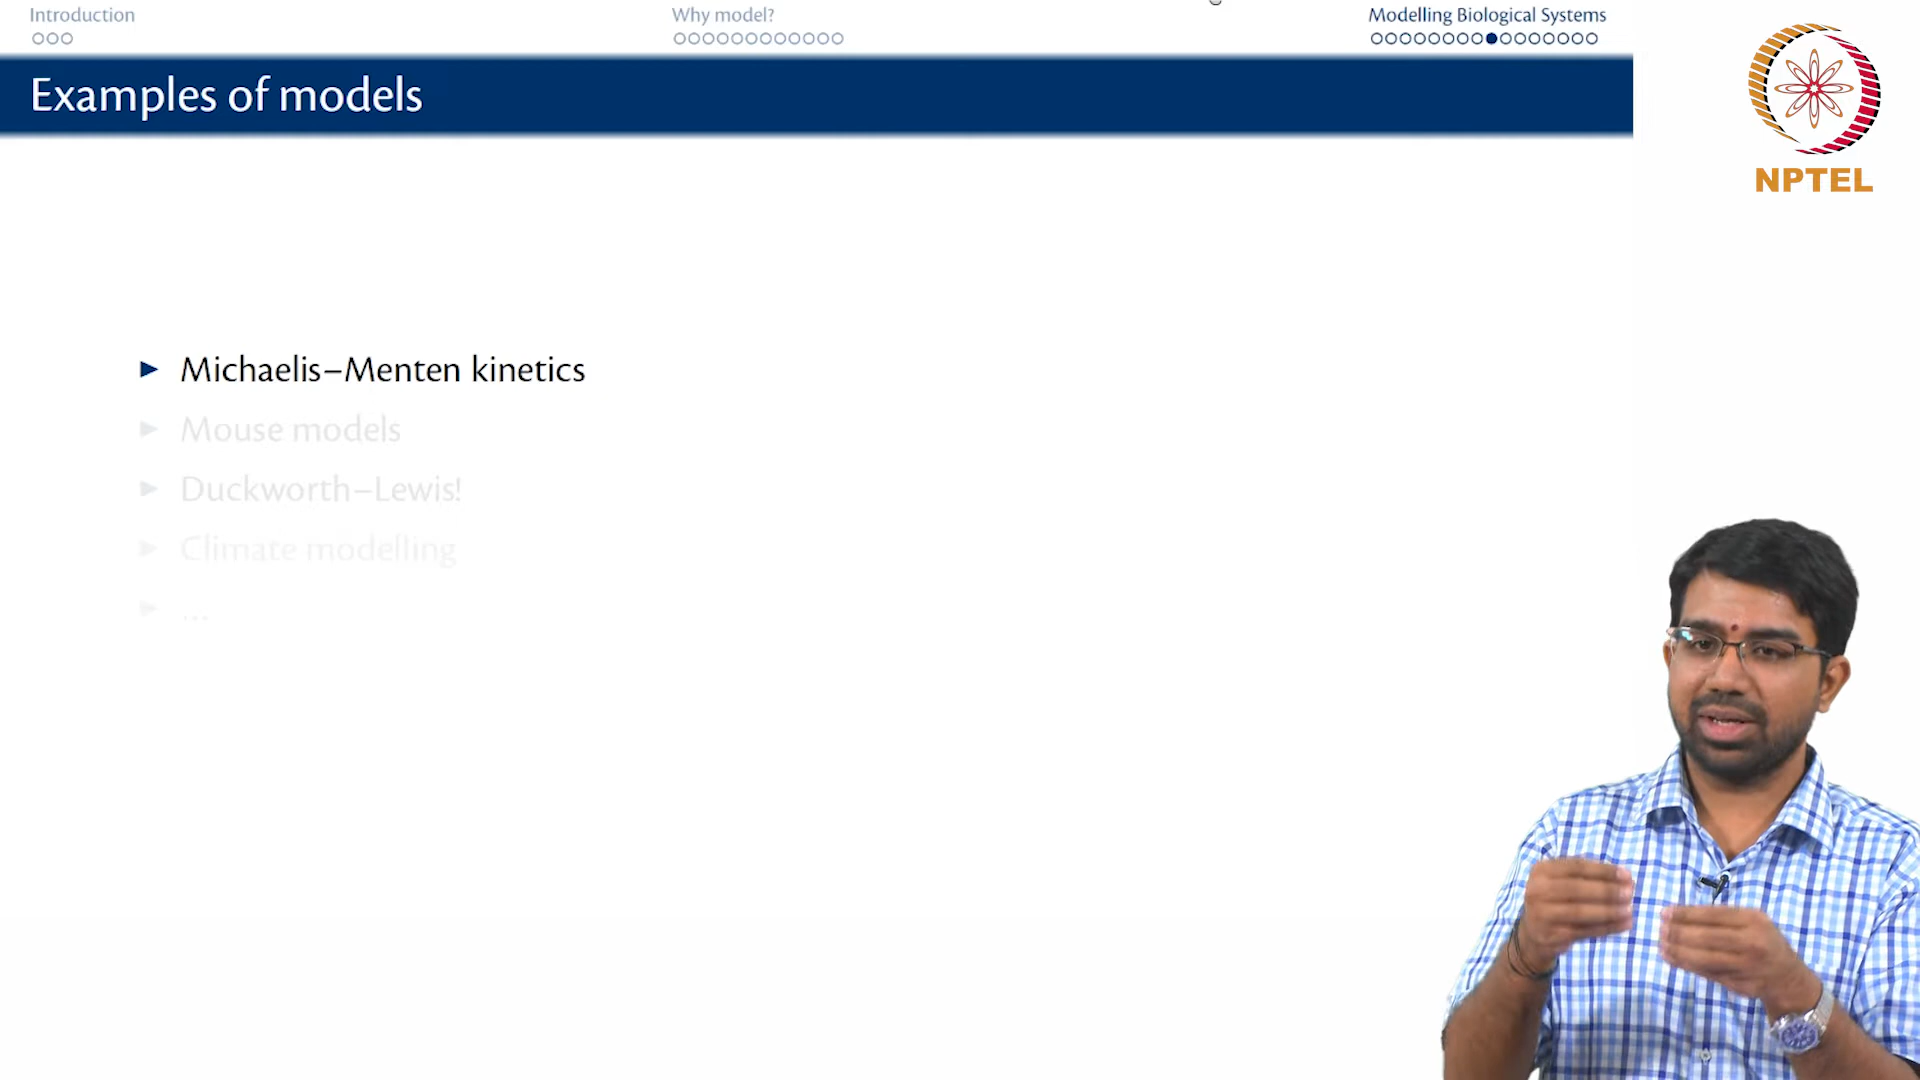 Introduction
Why model?
Modelling Biological Systems
Examples of models
NPTEL
Michaelis–Menten kinetics
Mouse models
Duckworth–Lewis!
Climate modelling
...